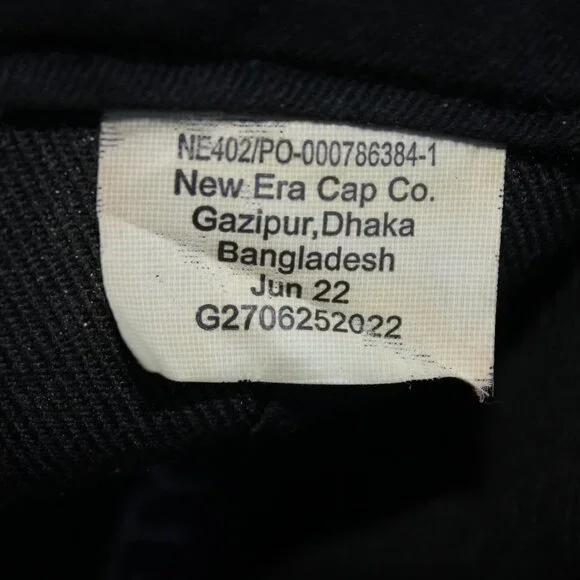 NE402/PO-000786384-1
New Era Cap Co.
Gazipur,Dhaka
Bangladesh
Jun 22
G2706252022